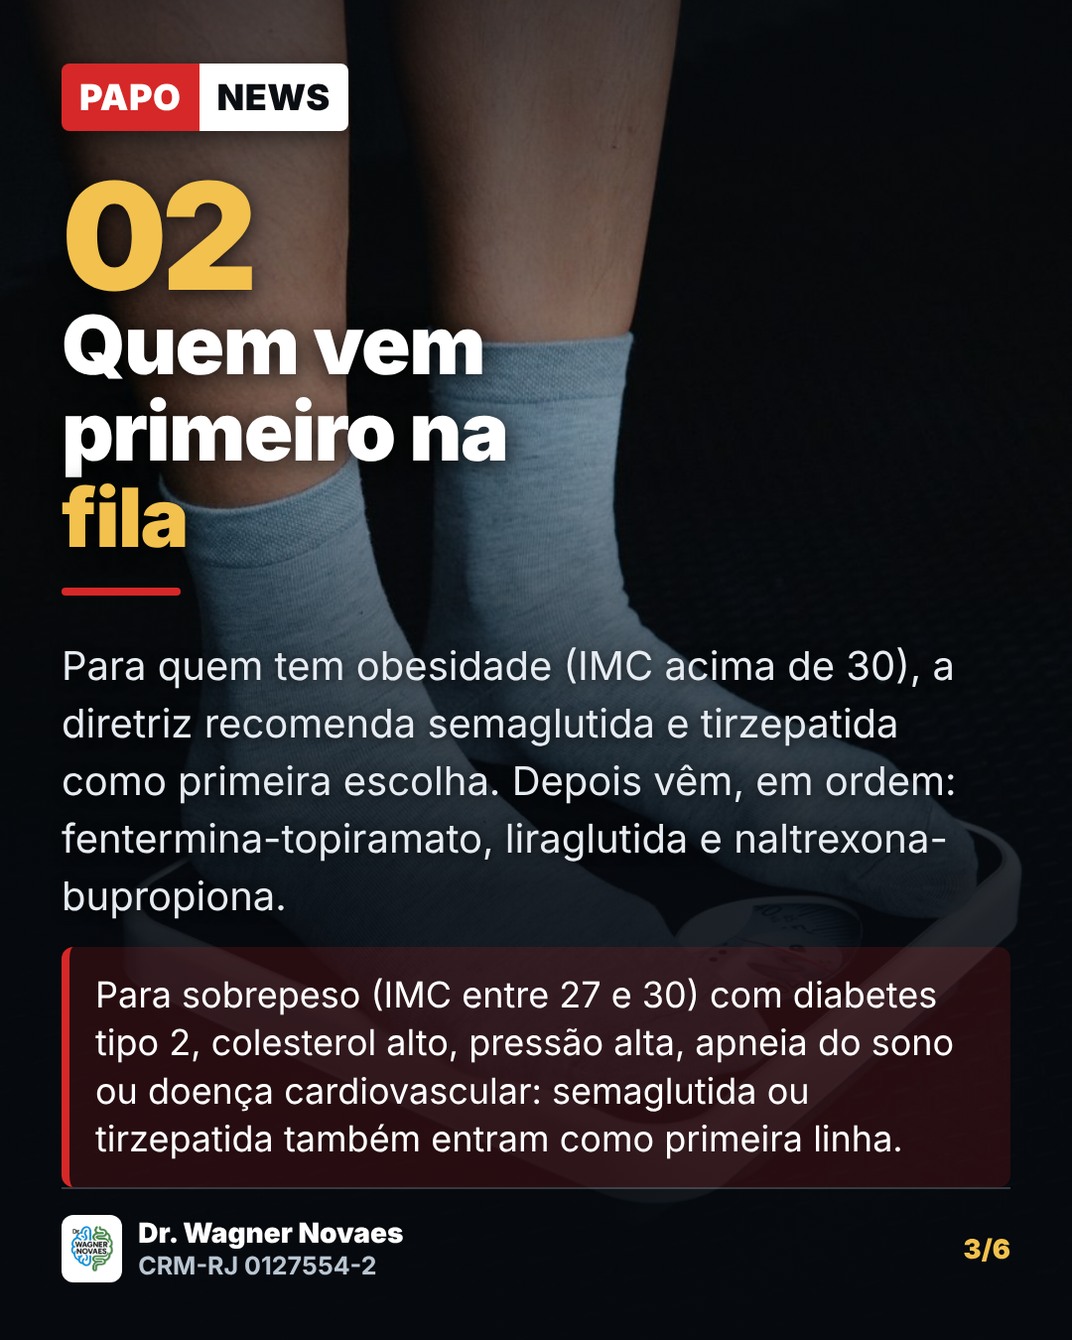 PAPO NEWS
02
Quem vem
primeiro na
fila
Para quem tem obesidade (IMC acima de 30), a
diretriz recomenda semaglutida e tirzepatida
como primeira escolha. Depois vêm, em ordem:
fentermina-topiramato, liraglutida e naltrexona-
bupropiona.
Para sobrepeso (IMC entre 27 e 30) com diabetes
tipo 2, colesterol alto, pressão alta, apneia do sono
ou doença cardiovascular: semaglutida ou
tirzepatida também entram como primeira linha.
Dr.
WAGNER
NOVAES
Dr. Wagner Novaes
CRM-RJ 0127554-2
3/6